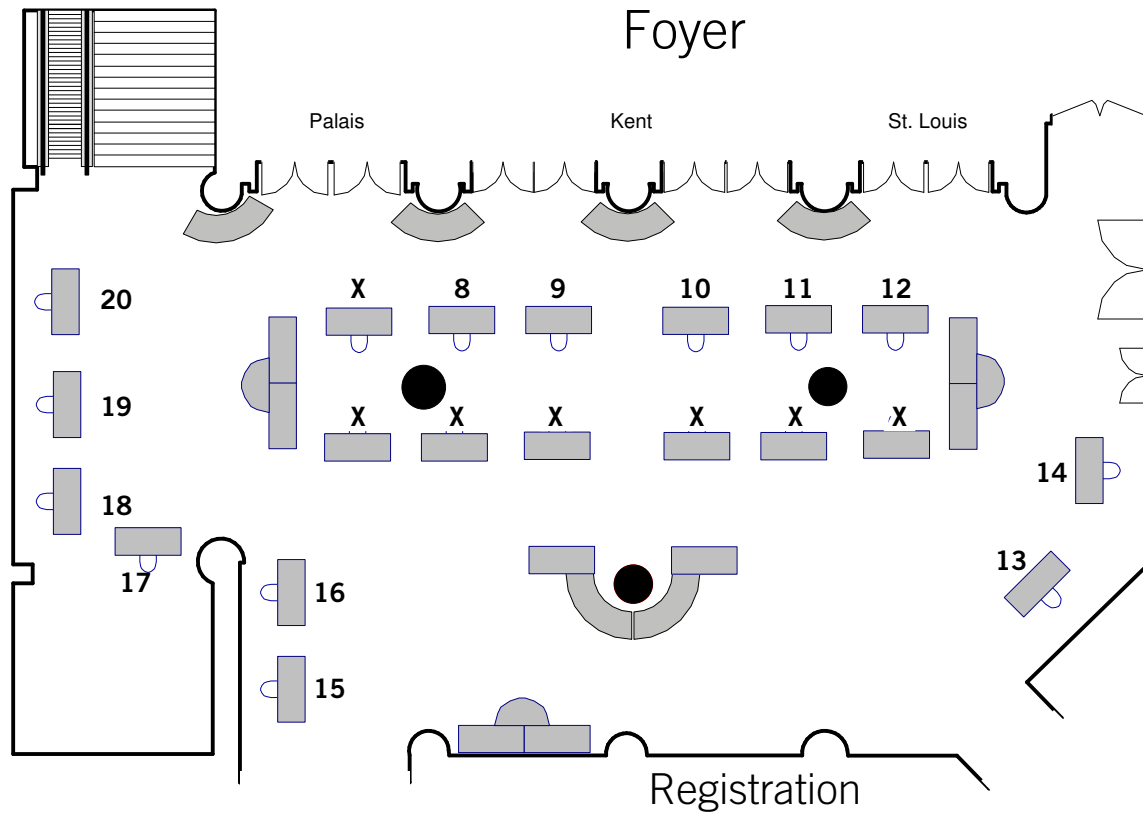 Foyer
Palais Kent St. Louis
X 8 9 10 11 12
20
19
X X X X X X
18
14
17
13
16
15
Registration